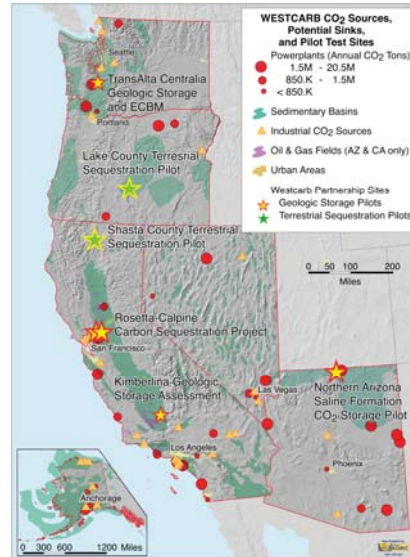 WESTCARB CO2 Sources,
Potential Sinks,
and Pilot Test Sites
Powerplants (Annual CO2 Tons)
1.5M - 20.5M
850.K - 1.5M
< 850.K
Sedimentary Basins
Industrial CO2 Sources
Oil & Gas Fields (AZ & CA only)
Urban Areas
Westcarb Partnership Sites
Geologic Storage Pilots
Terrestrial Sequestration Pilots
0 50 100 200
Miles
Seattle
TransAlta Centralia
Geologic Storage
and ECBM
Portland
Lake County Terresrial
Sequestration Pilot
Shasta County Terrestrial
Sequestration Pilot
Rosetta-Calpine
Carbon Sequestration Project
San Francisco
Kimberlina Geologic
Storage Assessment
Las Vegas
Northern Arizona
Saline Formation
CO2 Storage Pilot
Los Angeles
Phoenix
Anchorage
0 300 600 1200 Miles